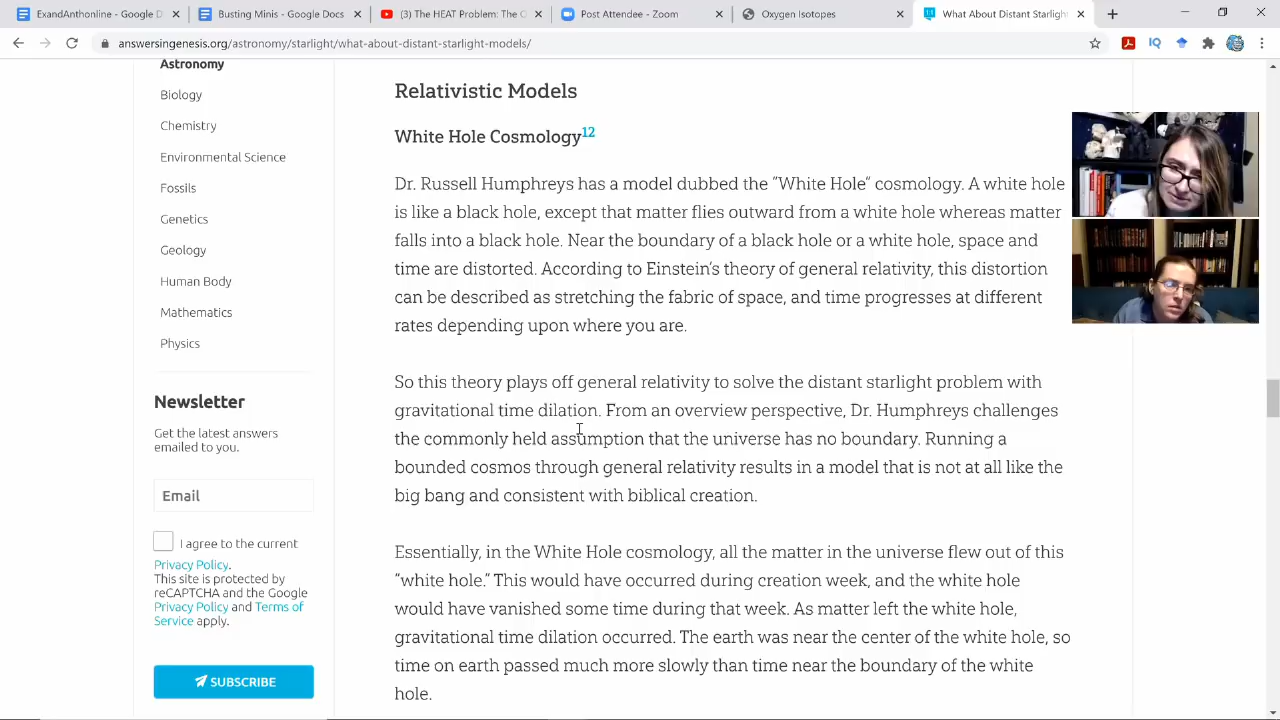 ExandAnthonline - Google D
Bunting Minis - Google Docs
(3) The HEAT Problem: The C
Post Attendee - Zoom
Oxygen Isotopes
What About Distant Starlight
answersingenesis.org/astronomy/starlight/what-about-distant-starlight-models/
Astronomy
Biology
Chemistry
Environmental Science
Fossils
Genetics
Geology
Human Body
Mathematics
Physics
Newsletter
Get the latest answers
emailed to you.
Email
I agree to the current
Privacy Policy.
This site is protected by
reCAPTCHA and the Google
Privacy Policy and Terms of
Service apply.
SUBSCRIBE
Relativistic Models
White Hole Cosmology12
Dr. Russell Humphreys has a model dubbed the “White Hole” cosmology. A white hole
is like a black hole, except that matter flies outward from a white hole whereas matter
falls into a black hole. Near the boundary of a black hole or a white hole, space and
time are distorted. According to Einstein’s theory of general relativity, this distortion
can be described as stretching the fabric of space, and time progresses at different
rates depending upon where you are.
So this theory plays off general relativity to solve the distant starlight problem with
gravitational time dilation. From an overview perspective, Dr. Humphreys challenges
the commonly held assumption that the universe has no boundary. Running a
bounded cosmos through general relativity results in a model that is not at all like the
big bang and consistent with biblical creation.
Essentially, in the White Hole cosmology, all the matter in the universe flew out of this
“white hole.” This would have occurred during creation week, and the white hole
would have vanished some time during that week. As matter left the white hole,
gravitational time dilation occurred. The earth was near the center of the white hole, so
time on earth passed much more slowly than time near the boundary of the white
hole.